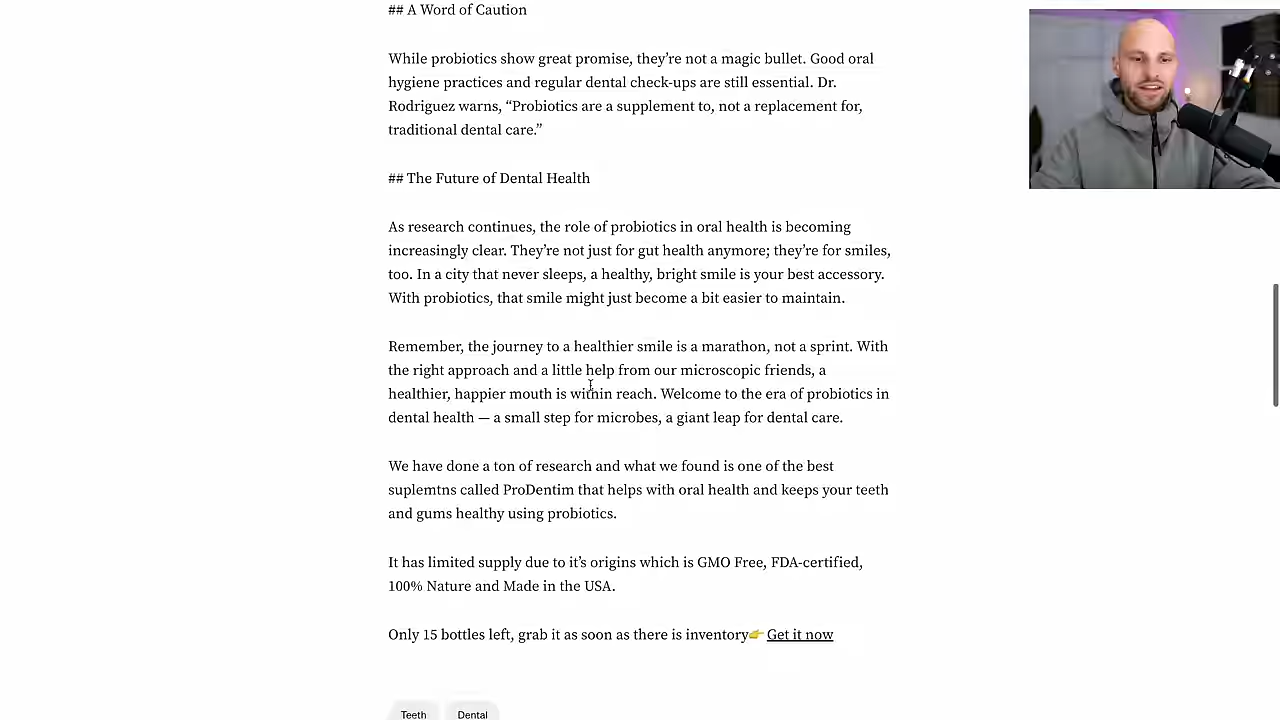 ## A Word of Caution
While probiotics show great promise, they’re not a magic bullet. Good oral
hygiene practices and regular dental check-ups are still essential. Dr.
Rodriguez warns, “Probiotics are a supplement to, not a replacement for,
traditional dental care.”
## The Future of Dental Health
As research continues, the role of probiotics in oral health is becoming
increasingly clear. They’re not just for gut health anymore; they’re for smiles,
too. In a city that never sleeps, a healthy, bright smile is your best accessory.
With probiotics, that smile might just become a bit easier to maintain.
Remember, the journey to a healthier smile is a marathon, not a sprint. With
the right approach and a little help from our microscopic friends, a
healthier, happier mouth is within reach. Welcome to the era of probiotics in
dental health — a small step for microbes, a giant leap for dental care.
We have done a ton of research and what we found is one of the best
suplemtns called ProDentim that helps with oral health and keeps your teeth
and gums healthy using probiotics.
It has limited supply due to it’s origins which is GMO Free, FDA-certified,
100% Nature and Made in the USA.
Only 15 bottles left, grab it as soon as there is inventory👉 Get it now
Teeth Dental